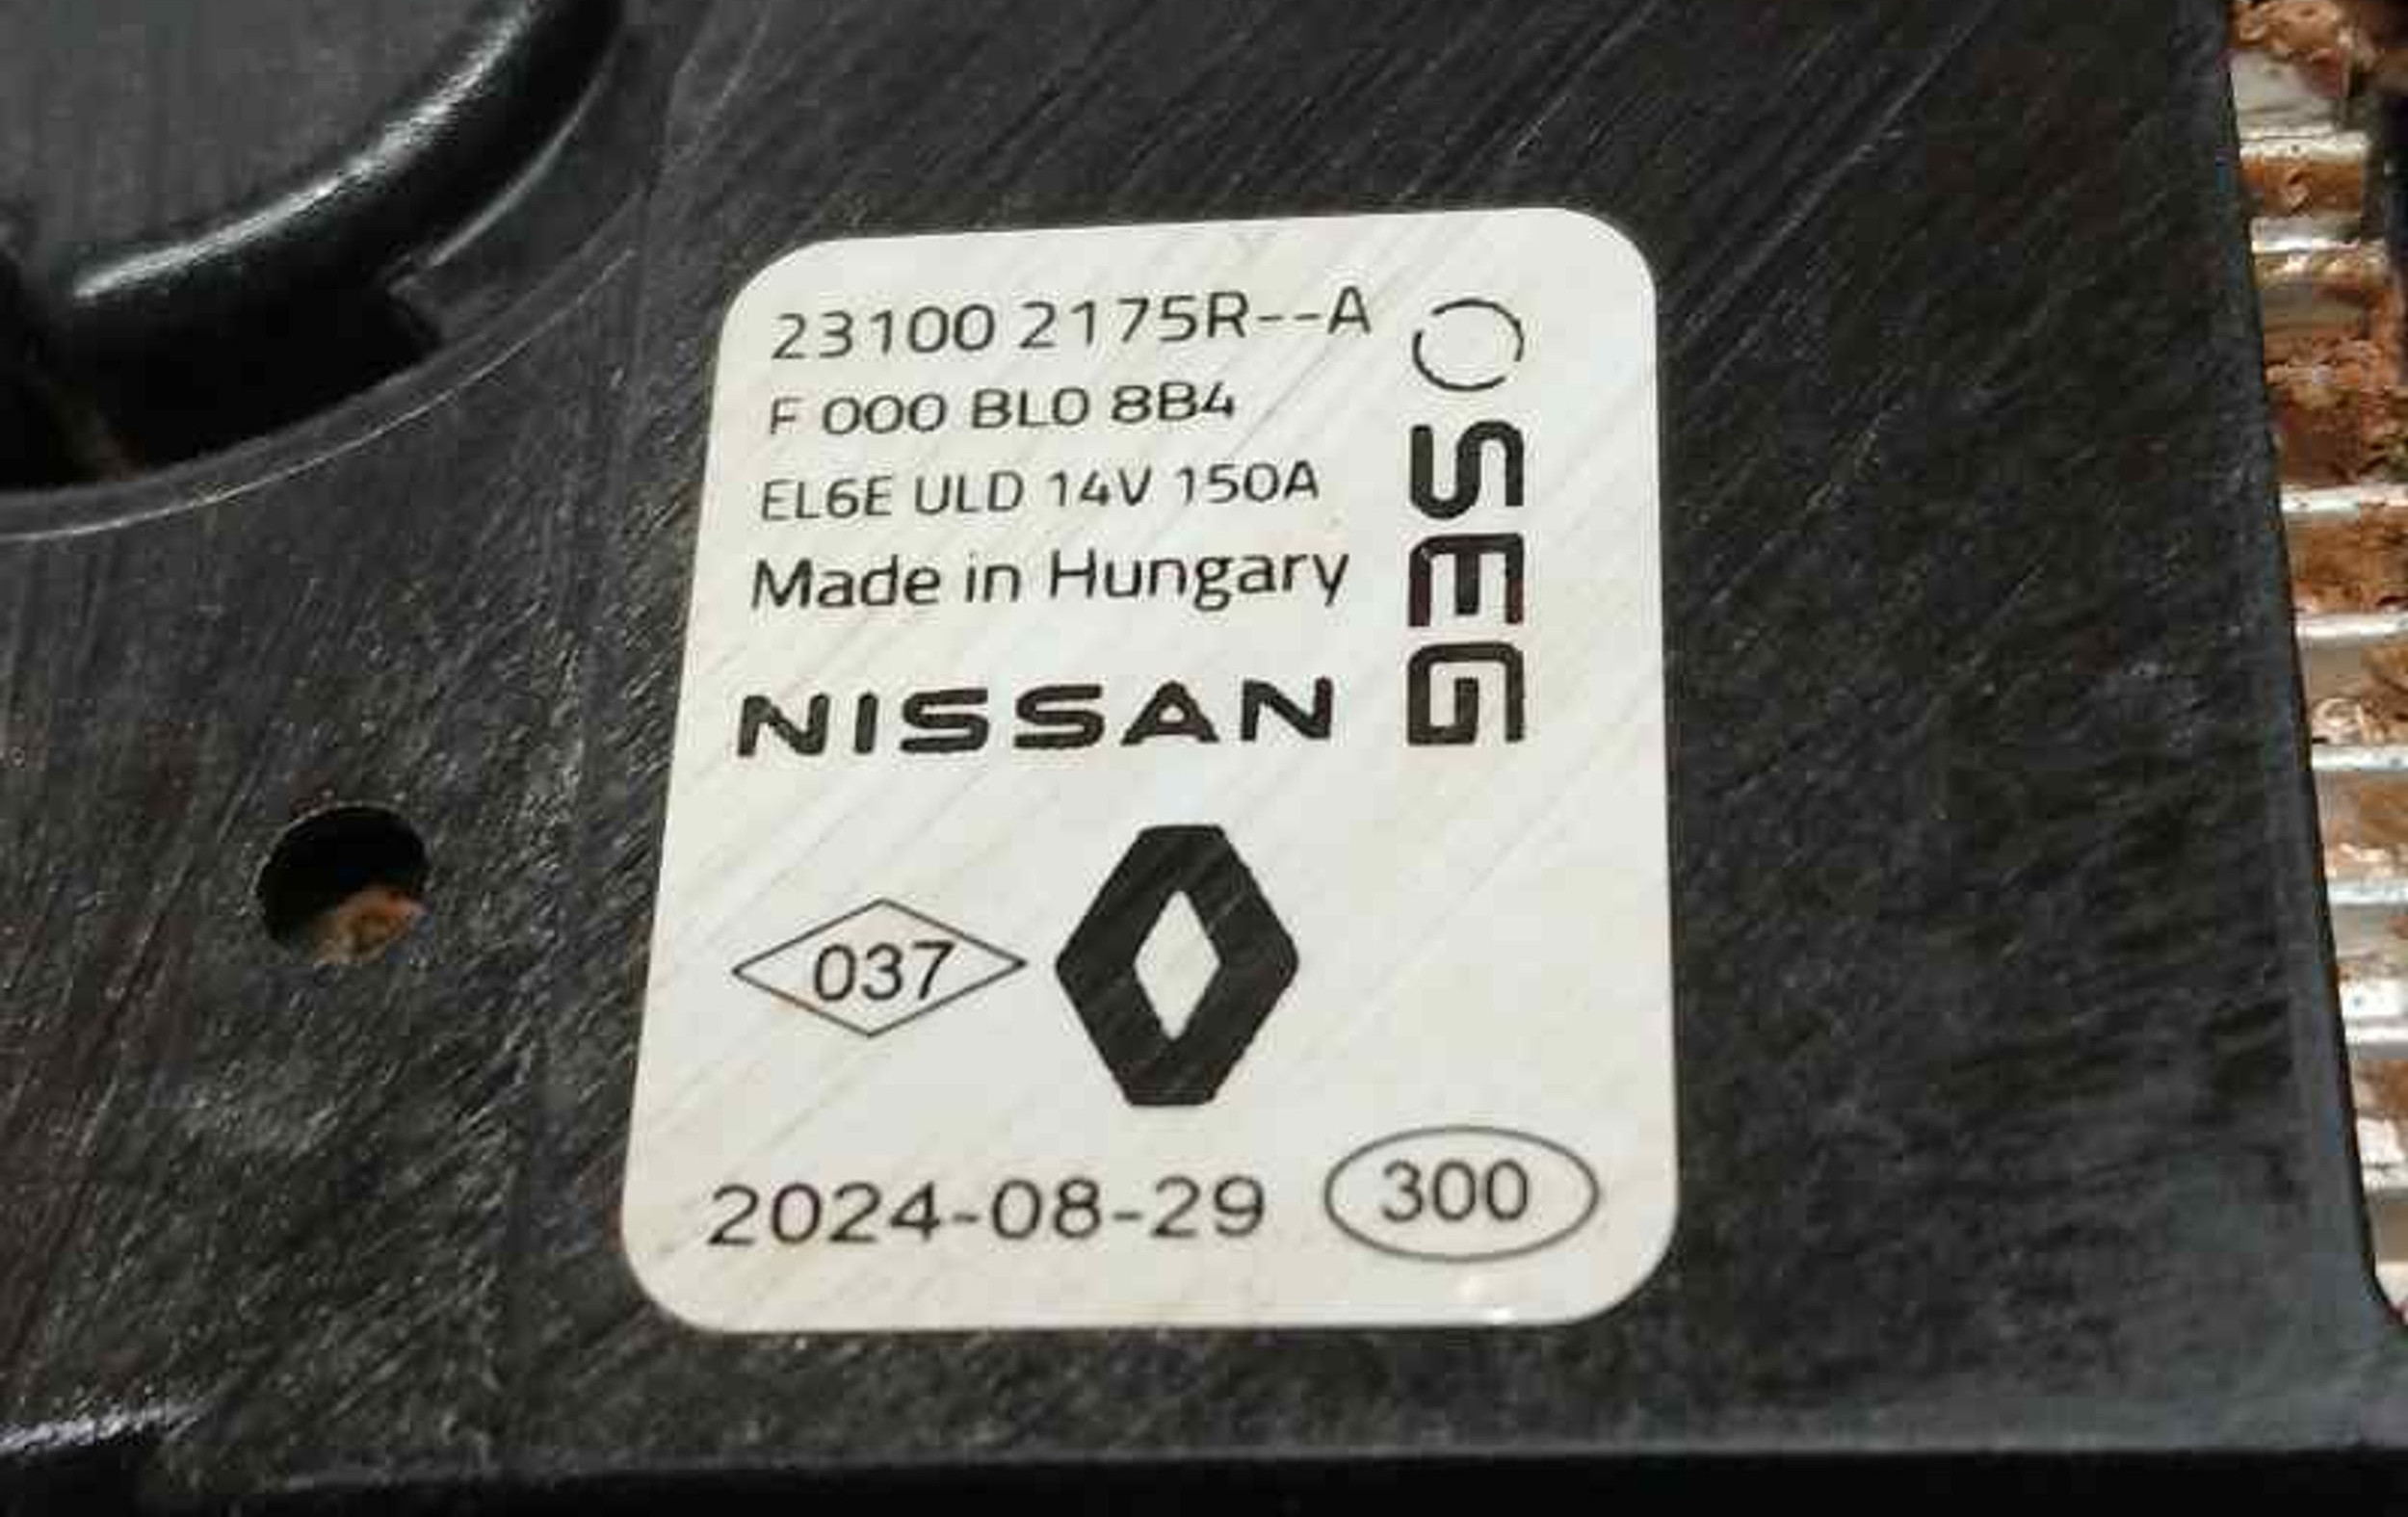 23100 2175R--A
F 000 BL0 8B4
EL6E ULD 14V 150A
Made in Hungary
SEG
NISSAN
037
2024-08-29
300